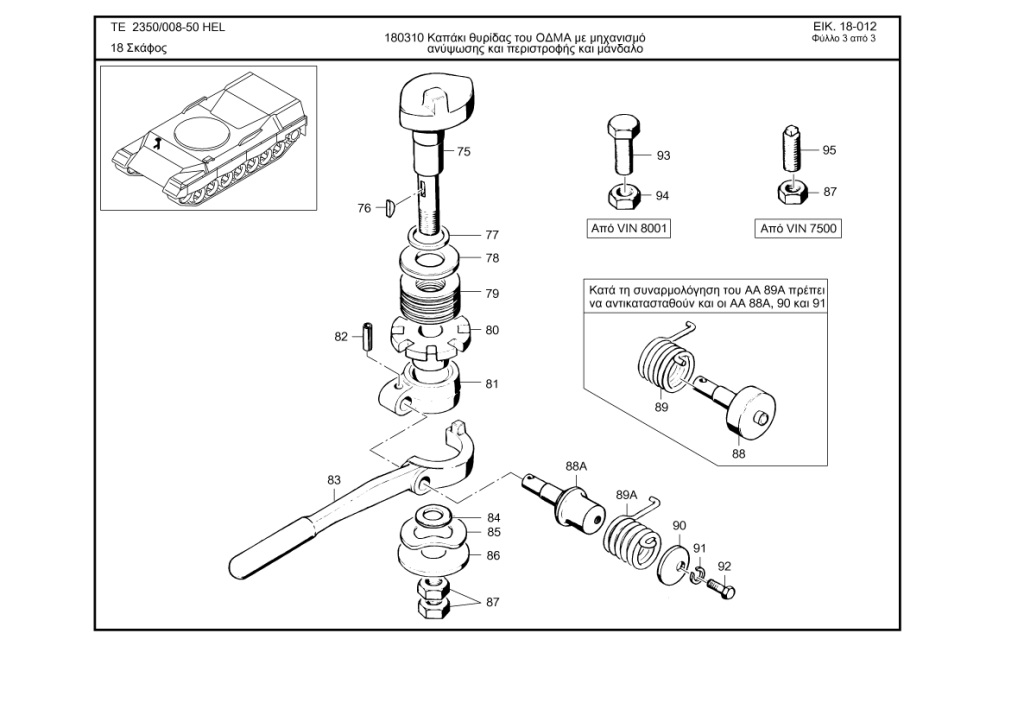 TE 2350/008-50 HEL
18 Σκάφος
180310 Καπάκι θυρίδας του ΟΔΜΑ με μηχανισμό
ανύψωσης και περιστροφής και μάνδαλο
ΕΙΚ. 18-012
Φύλλο 3 από 3
75
76
77
78
79
80
82
81
83
84
85
86
87
93
94
Από VIN 8001
95
87
Από VIN 7500
Κατά τη συναρμολόγηση του ΑΑ 89Α πρέπει
να αντικατασταθούν και οι ΑΑ 88Α, 90 και 91
89
88
88A
89A
90
91
92